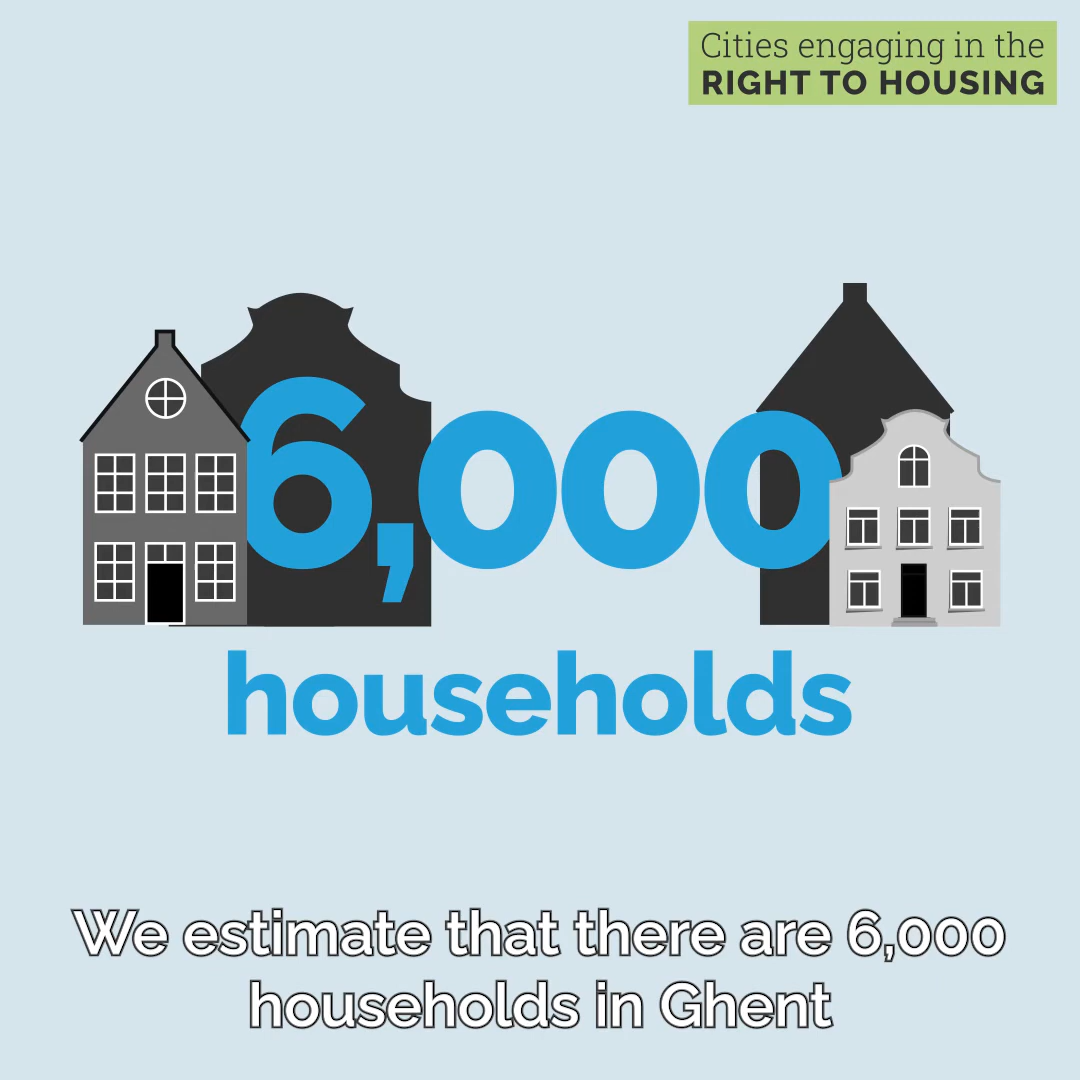 Cities engaging in the
RIGHT TO HOUSING
6,000
households
We estimate that there are 6,000
households in Ghent